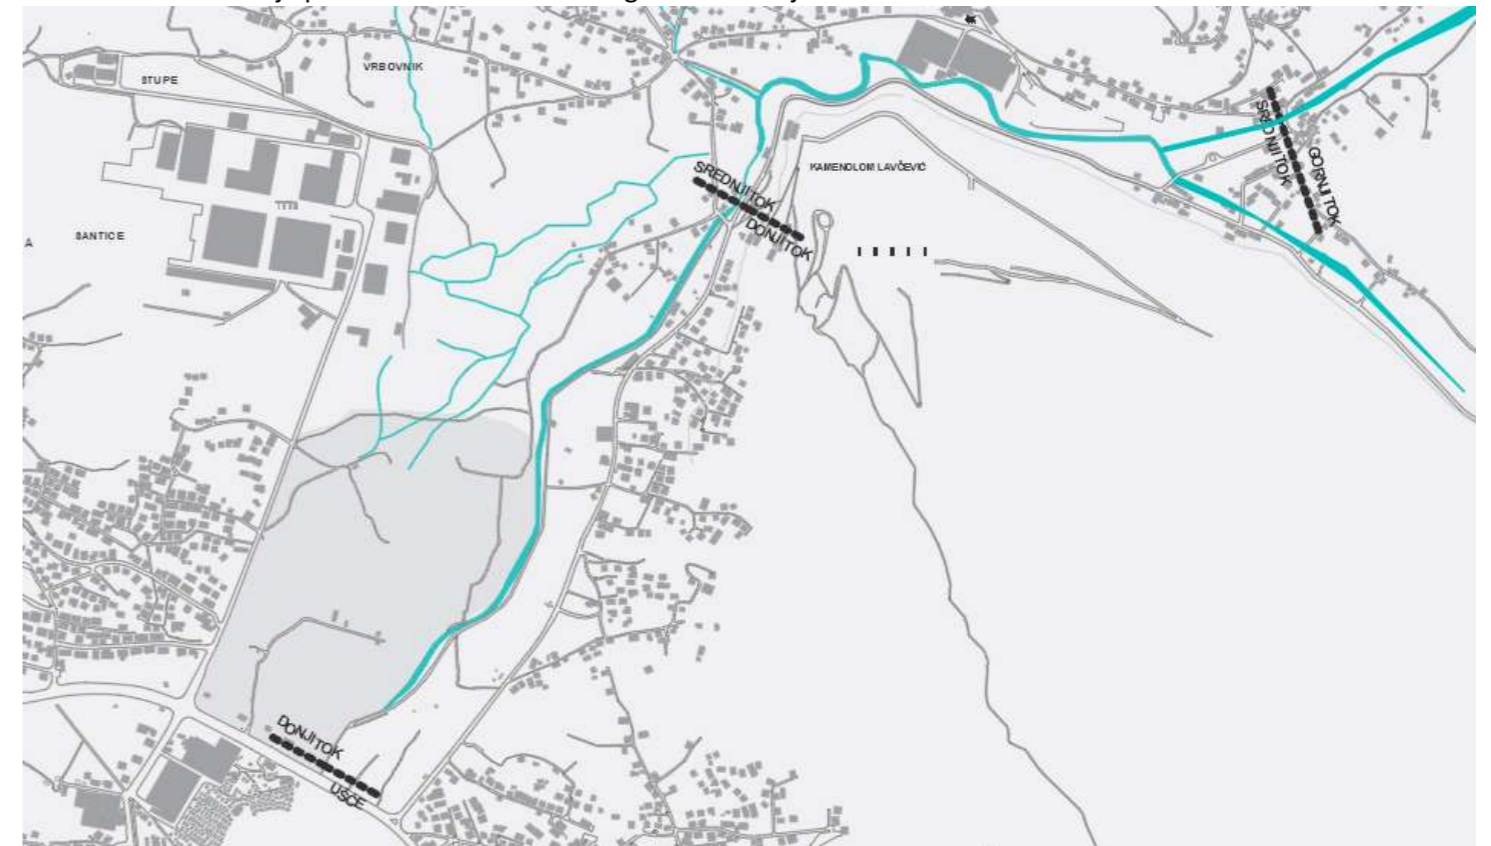 VRBOVNIK
STUPE
SREDNJI TOK
GORNJI TOK
KAMENOLOM LAVČEVIĆ
SREDNJI TOK
DONJI TOK
SANTICE
A
DONJI TOK
UŠĆE